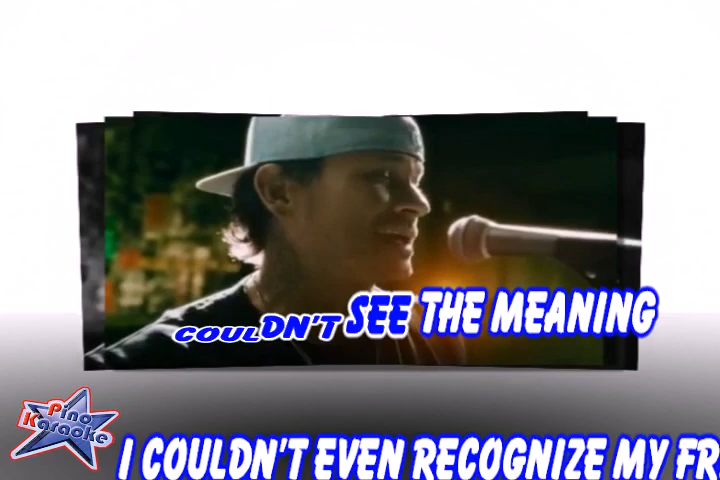 COULDN'T SEE THE MEANING
Pino
Karaoke
I COULDN'T EVEN RECOGNIZE MY FR